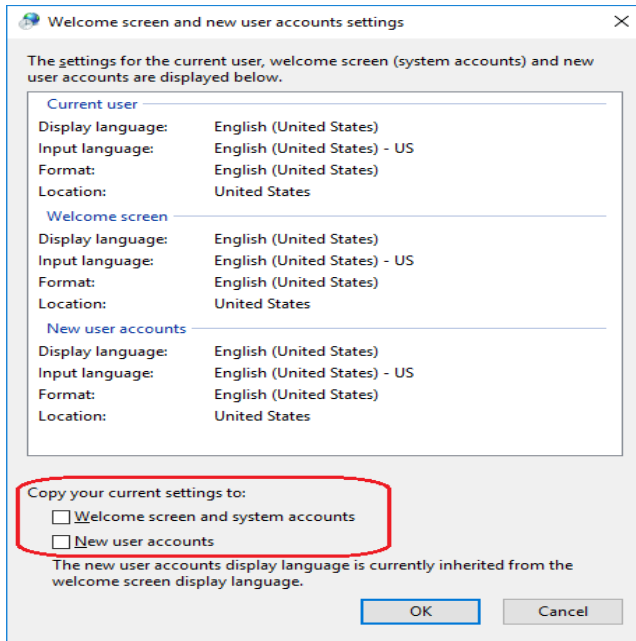 Welcome screen and new user accounts settings
The settings for the current user, welcome screen (system accounts) and new
user accounts are displayed below.
Current user
Display language: English (United States)
Input language: English (United States) - US
Format: English (United States)
Location: United States
Welcome screen
Display language: English (United States)
Input language: English (United States) - US
Format: English (United States)
Location: United States
New user accounts
Display language: English (United States)
Input language: English (United States) - US
Format: English (United States)
Location: United States
Copy your current settings to:
Welcome screen and system accounts
New user accounts
The new user accounts display language is currently inherited from the
welcome screen display language.
OK Cancel